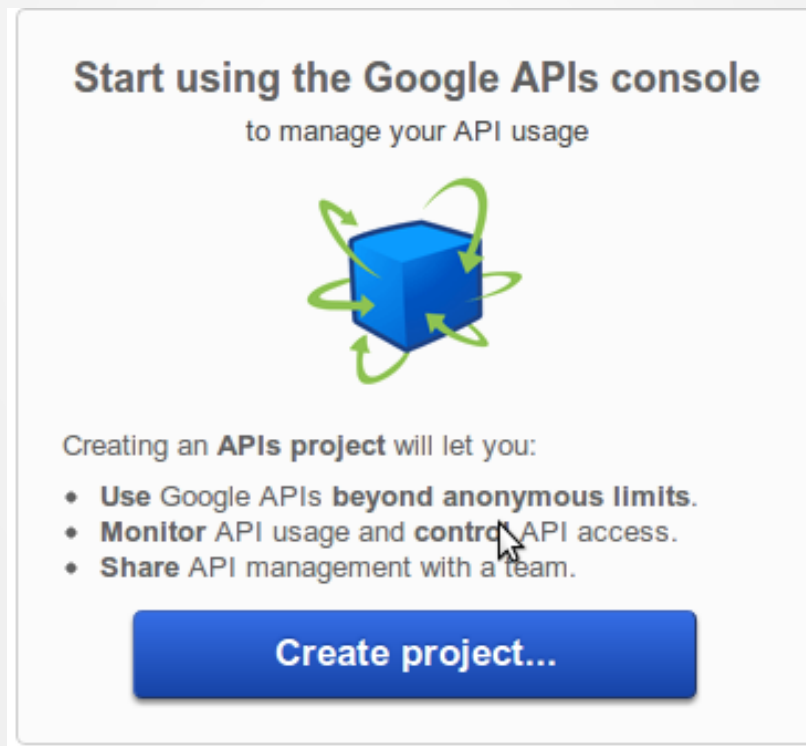 Start using the Google APIs console
to manage your API usage
Creating an APIs project will let you:
• Use Google APIs beyond anonymous limits.
• Monitor API usage and control API access.
• Share API management with a team.
Create project...